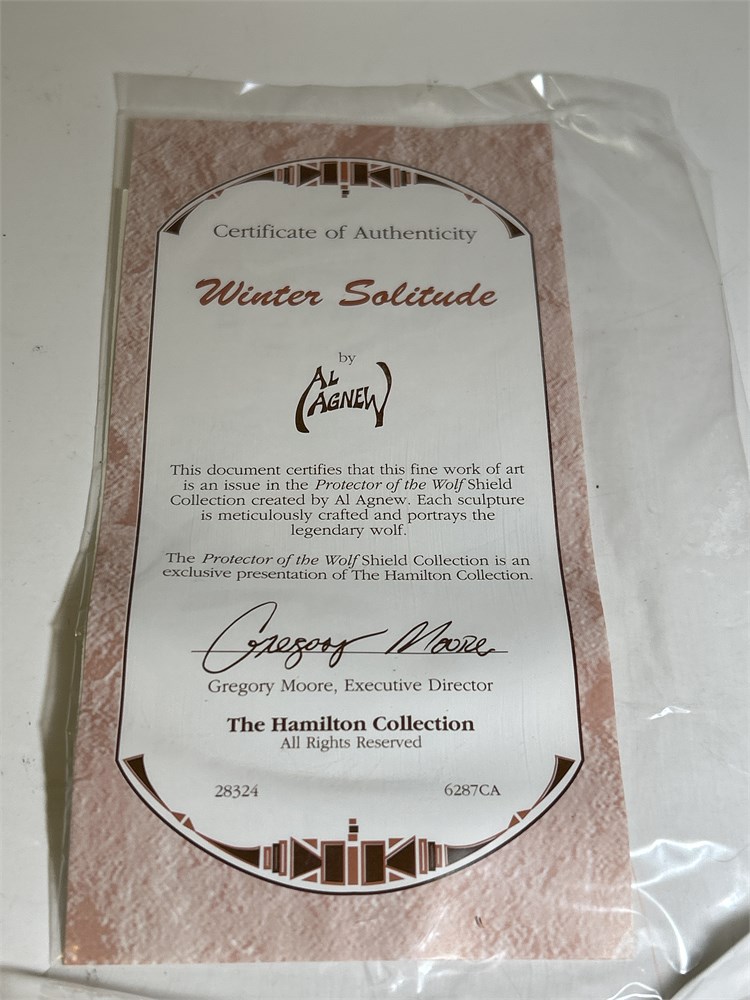 Certificate of Authenticity
Winter Solitude
by
AL
AGNEW
This document certifies that this fine work of art
is an issue in the Protector of the Wolf Shield
Collection created by Al Agnew. Each sculpture
is meticulously crafted and portrays the
legendary wolf.
The Protector of the Wolf Shield Collection is an
exclusive presentation of The Hamilton Collection.
Gregory Moore
Gregory Moore, Executive Director
The Hamilton Collection
All Rights Reserved
28324 6287CA